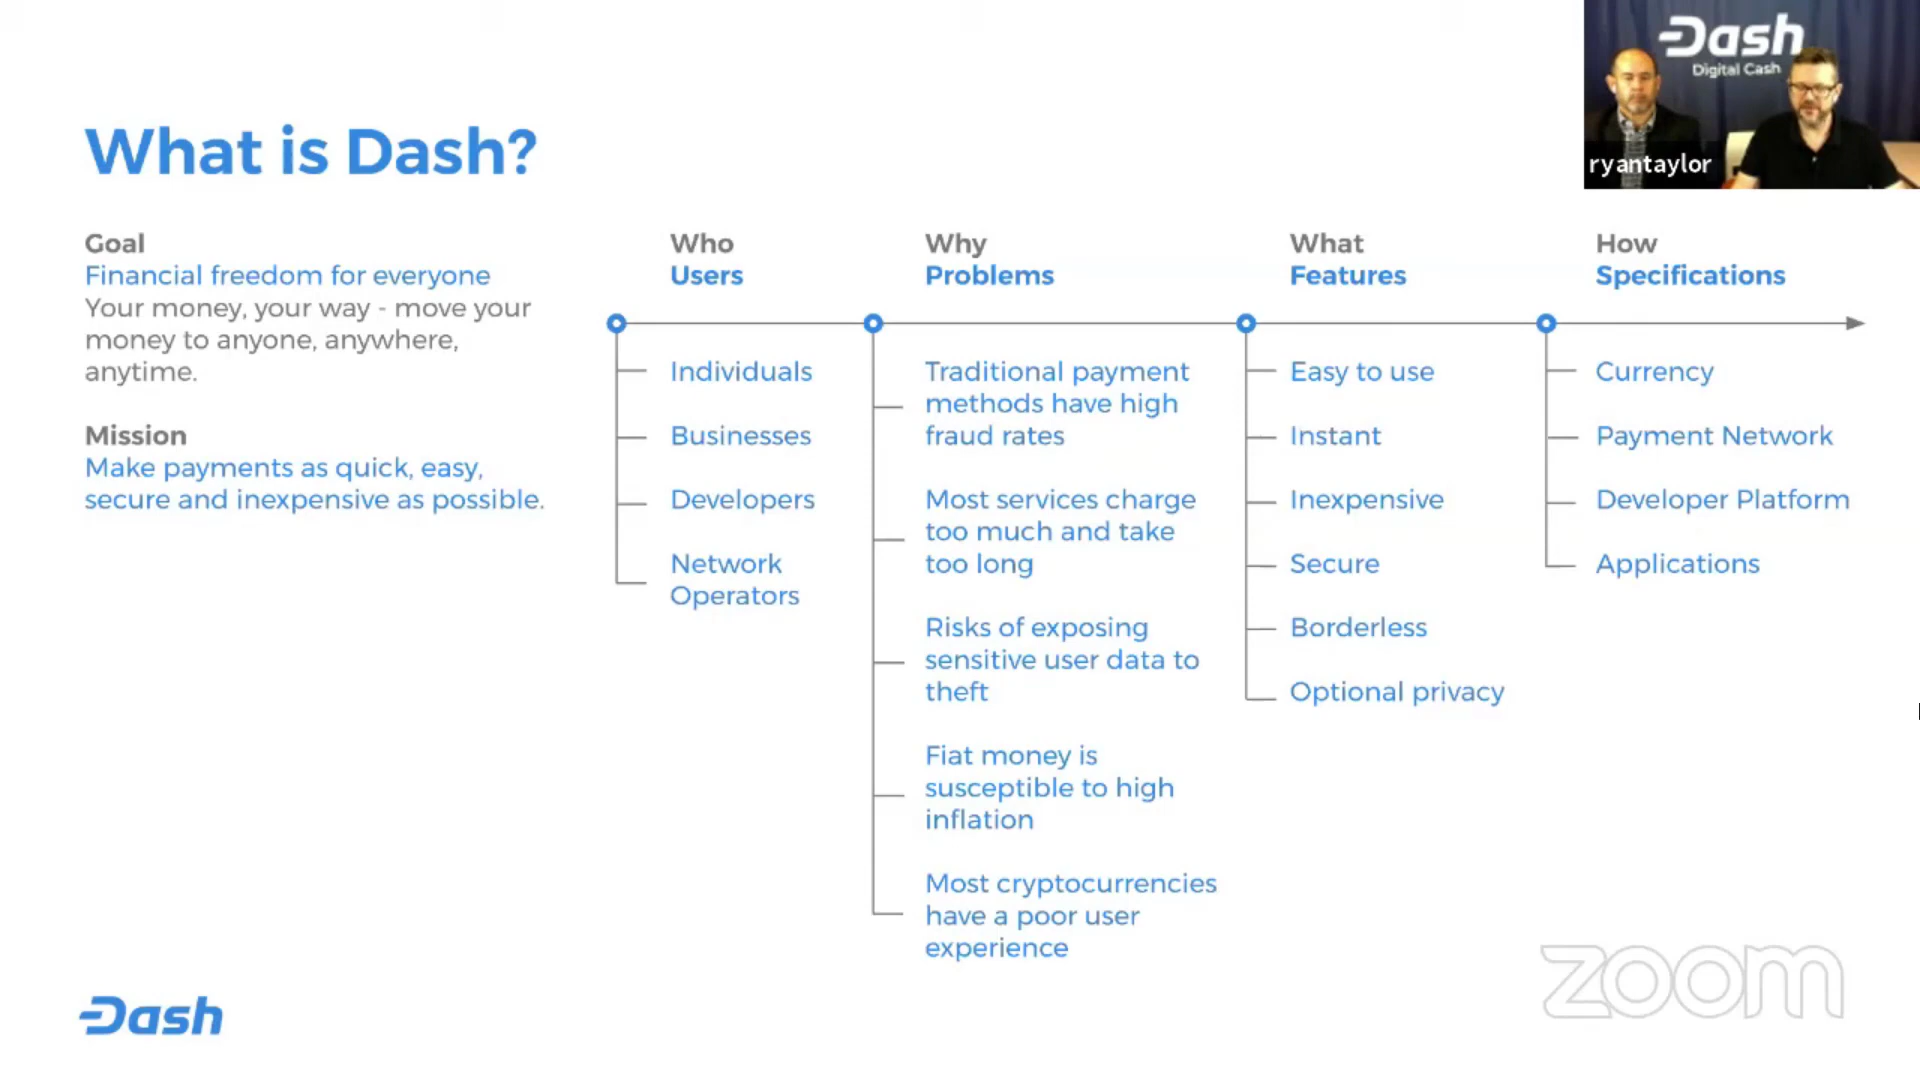 Dash
Digital Cash
ryantaylor
What is Dash?
Goal
Financial freedom for everyone
Your money, your way - move your
money to anyone, anywhere,
anytime.
Mission
Make payments as quick, easy,
secure and inexpensive as possible.
Who
Users
Individuals
Businesses
Developers
Network
Operators
Why
Problems
Traditional payment
methods have high
fraud rates
Most services charge
too much and take
too long
Risks of exposing
sensitive user data to
theft
Fiat money is
susceptible to high
inflation
Most cryptocurrencies
have a poor user
experience
What
Features
Easy to use
Instant
Inexpensive
Secure
Borderless
Optional privacy
How
Specifications
Currency
Payment Network
Developer Platform
Applications
Dash
zoom